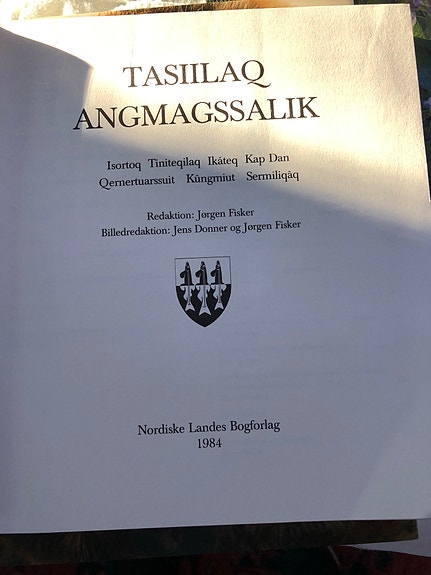 TASIILAQ
ANGMAGSSALIK
Isortoq Tiniteqilaq Ikáteq Kap Dan
Qernertuarssuit Kûngmiut Sermiligâq
Redaktion: Jørgen Fisker
Billedredaktion: Jens Donner og Jørgen Fisker
Nordiske Landes Bogforlag
1984